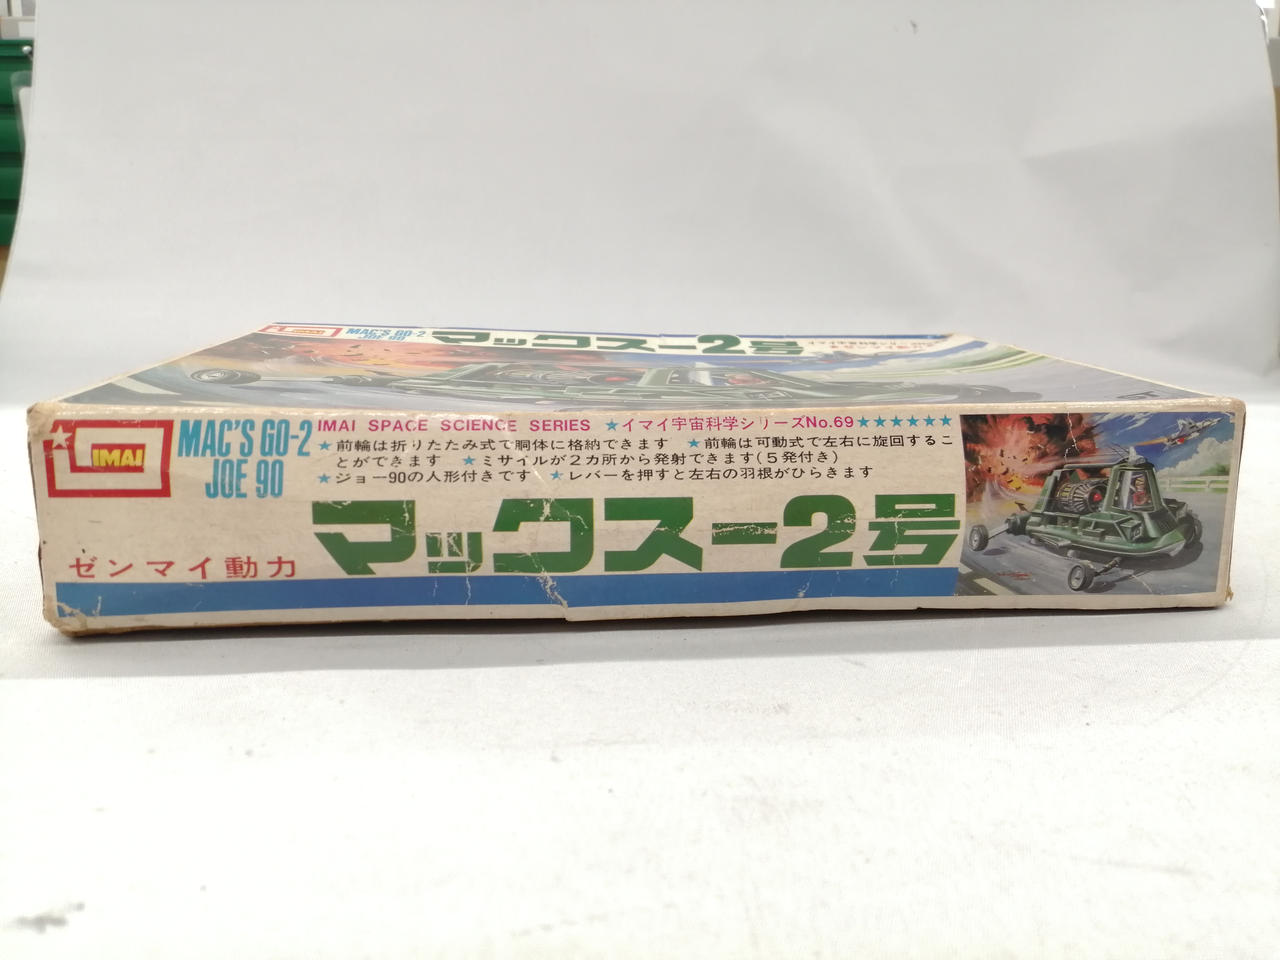 MAC'S GO-2
JOE 90
マックスー2号
IMAI
MAC'S GO-2
JOE 90
IMAI SPACE SCIENCE SERIES ★イマイ宇宙科学シリーズNo.69★★★★★★
★前輪は折りたたみ式で胴体に格納できます ★前輪は可動式で左右に旋回するこ
とができます ★ミサイルが2カ所から発射できます(5発付き)
★ジョー90の人形付きです ★レバーを押すと左右の羽根がひらきます
マックスー2号
ゼンマイ動力